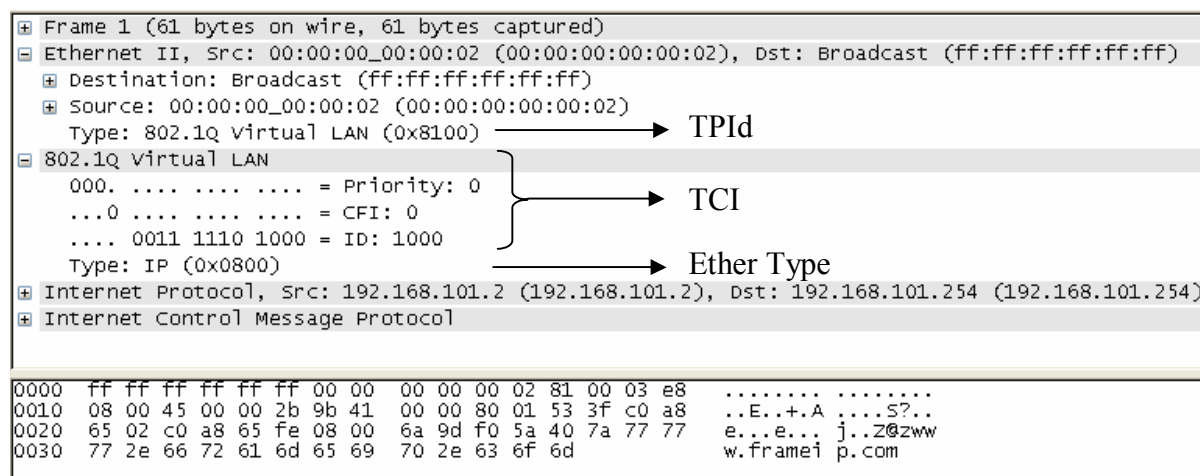 Frame 1 (61 bytes on wire, 61 bytes captured)
Ethernet II, Src: 00:00:00_00:00:02 (00:00:00:00:00:02), Dst: Broadcast (ff:ff:ff:ff:ff:ff)
Destination: Broadcast (ff:ff:ff:ff:ff:ff)
Source: 00:00:00_00:00:02 (00:00:00:00:00:02)
Type: 802.1Q Virtual LAN (0x8100) TPId
802.1Q Virtual LAN
000. .... .... .... = Priority: 0
...0 .... .... .... = CFI: 0 TCI
.... 0011 1110 1000 = ID: 1000
Type: IP (0x0800) Ether Type
Internet Protocol, Src: 192.168.101.2 (192.168.101.2), Dst: 192.168.101.254 (192.168.101.254)
Internet Control Message Protocol
0000 ff ff ff ff ff ff 00 00 00 00 00 02 81 00 03 e8 ........ ........
0010 08 00 45 00 00 2b 9b 41 00 00 80 01 53 3f c0 a8 ..E..+.A ....S?..
0020 65 02 c0 a8 65 fe 08 00 6a 9d f0 5a 40 7a 77 77 e...e... j..Z@zww
0030 77 2e 66 72 61 6d 65 69 70 2e 63 6f 6d w.framei p.com